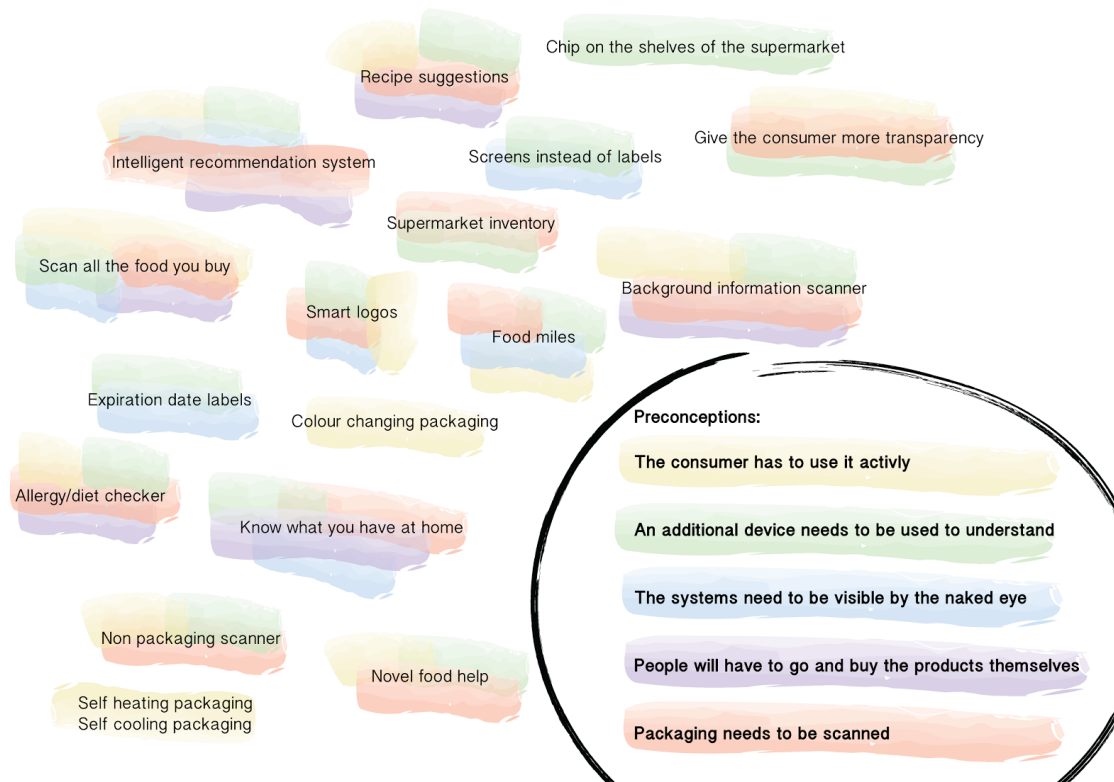 Chip on the shelves of the supermarket
Recipe suggestions
Give the consumer more transparency
Intelligent recommendation system
Screens instead of labels
Supermarket inventory
Scan all the food you buy
Background information scanner
Smart logos
Food miles
Expiration date labels
Colour changing packaging
Allergy/diet checker
Know what you have at home
Non packaging scanner
Novel food help
Self heating packaging
Self cooling packaging
Preconceptions:
The consumer has to use it activly
An additional device needs to be used to understand
The systems need to be visible by the naked eye
People will have to go and buy the products themselves
Packaging needs to be scanned